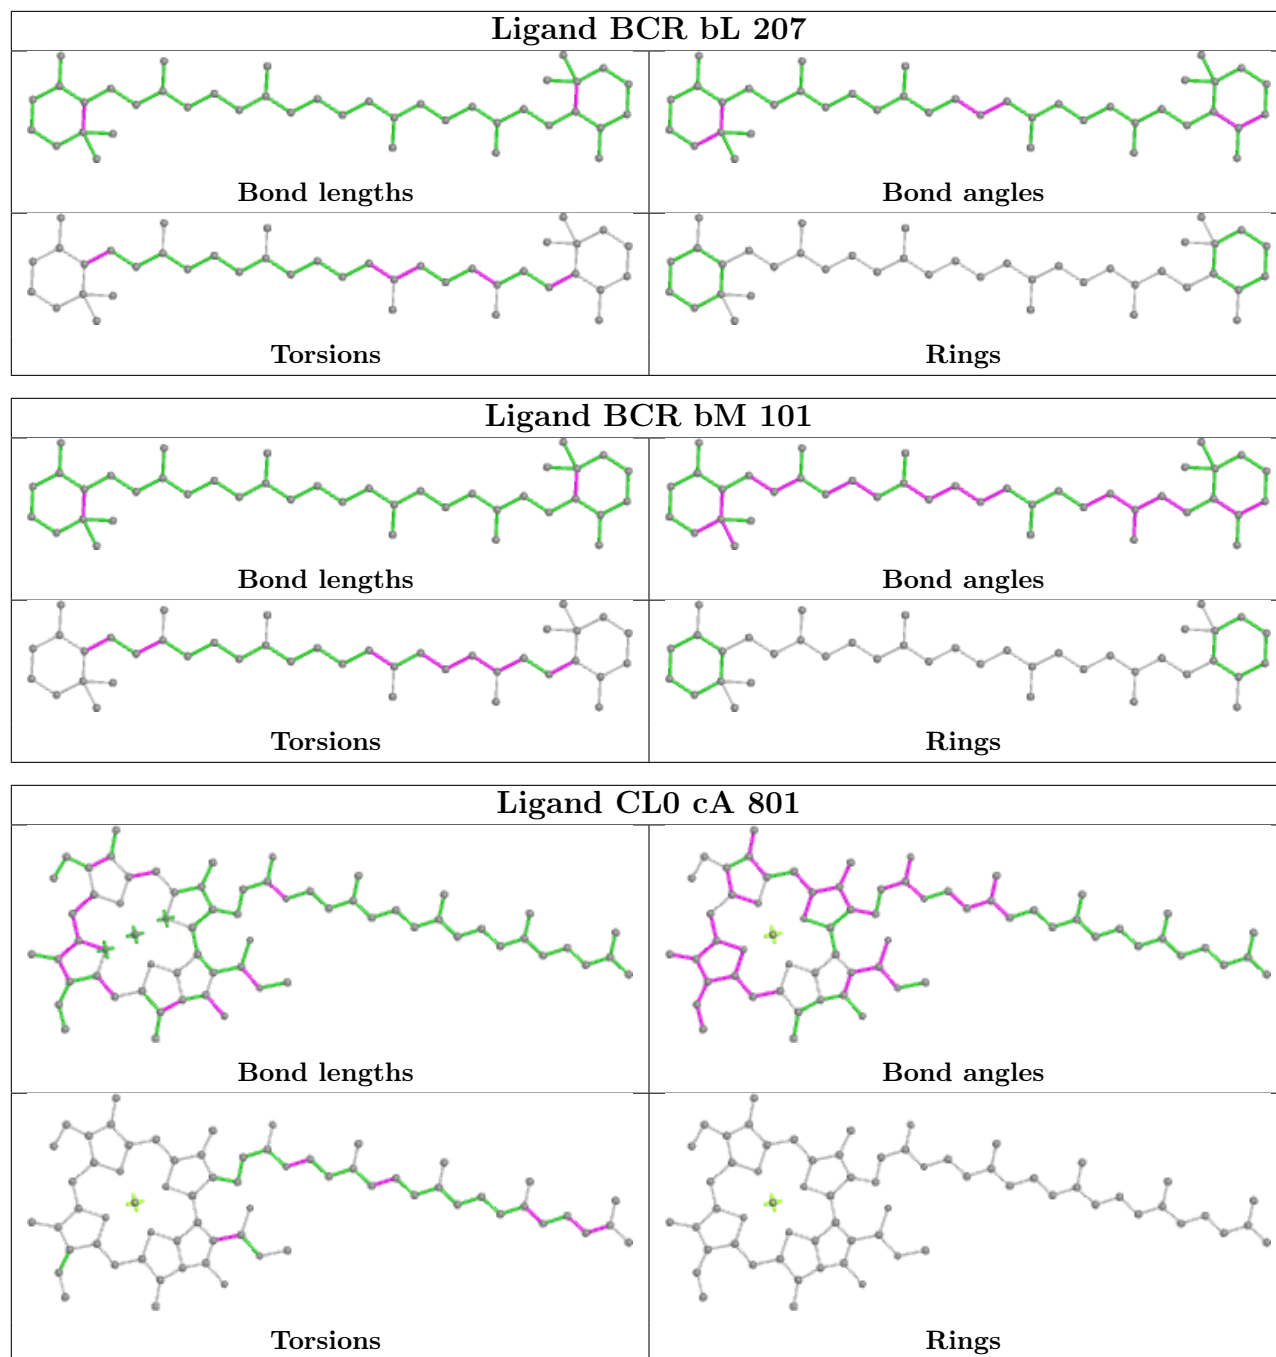 Ligand BCR bL 207
Bond lengths
Bond angles
Torsions
Rings
Ligand BCR bM 101
Bond lengths
Bond angles
Torsions
Rings
Ligand CL0 cA 801
Bond lengths
Bond angles
Torsions
Rings